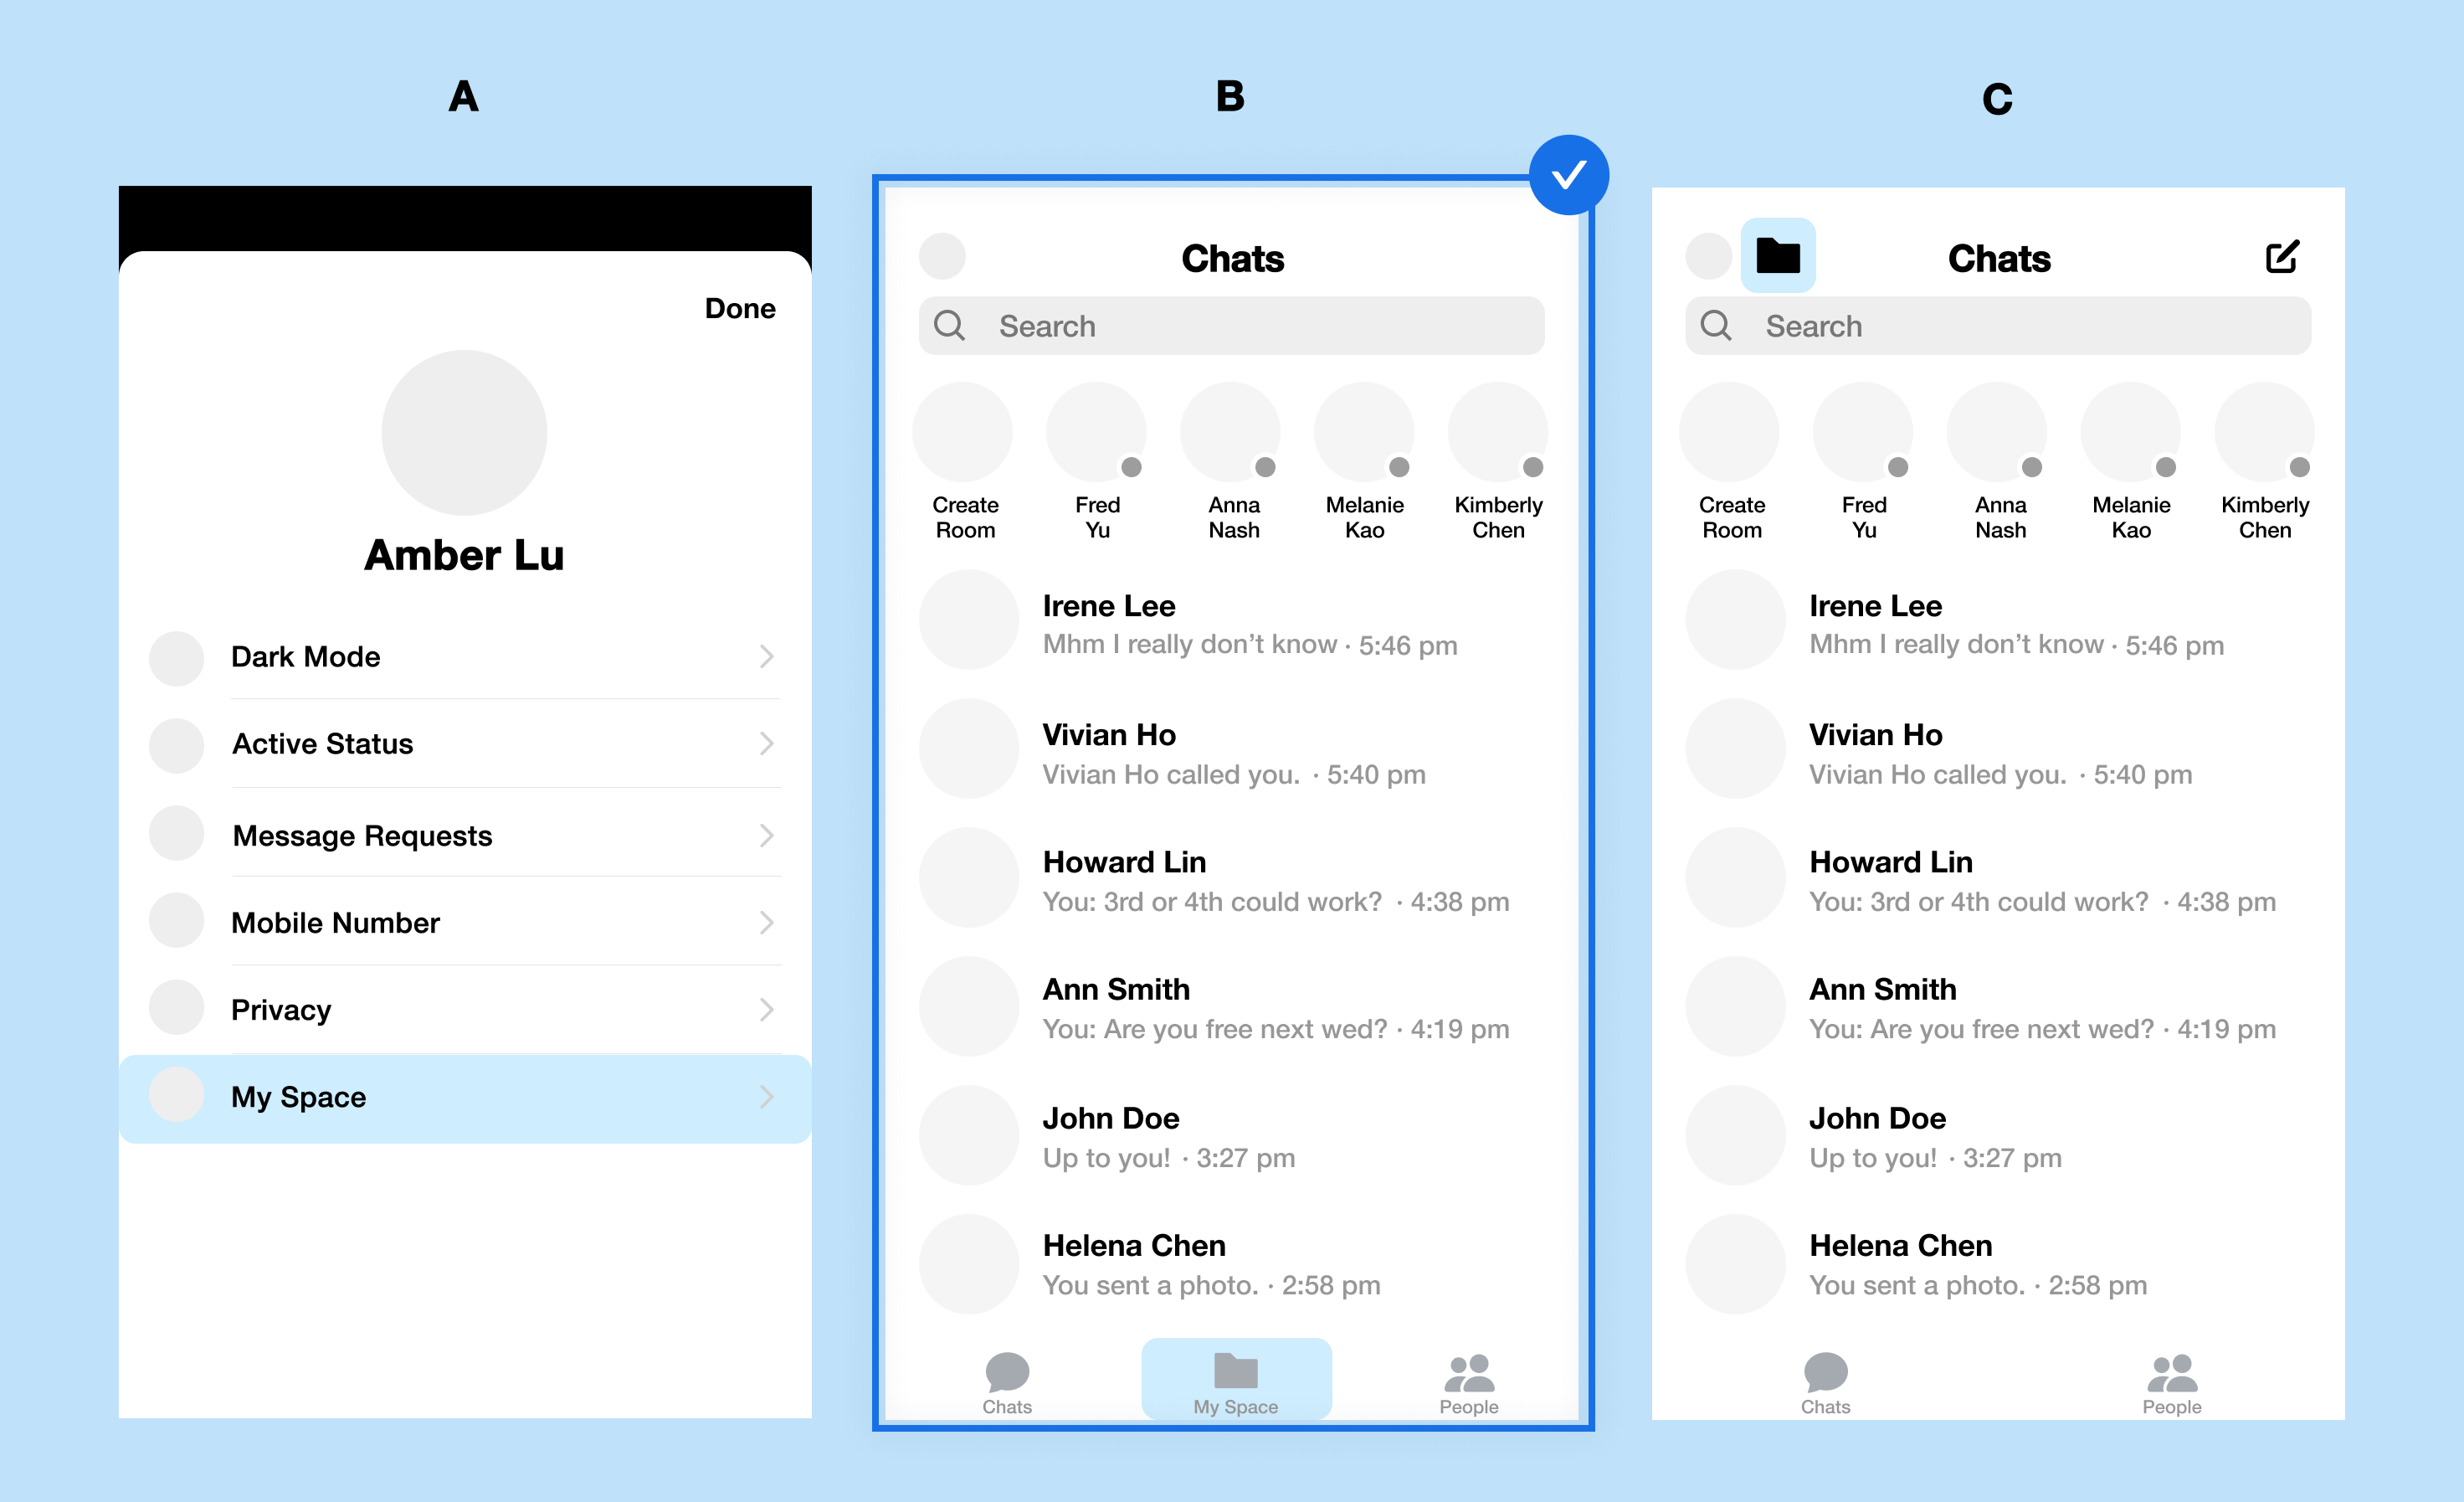 A
Done
Amber Lu
Dark Mode
Active Status
Message Requests
Mobile Number
Privacy
My Space
B
Chats
Search
Create
Room
Fred
Yu
Anna
Nash
Melanie
Kao
Kimberly
Chen
Irene Lee
Mhm I really don’t know · 5:46 pm
Vivian Ho
Vivian Ho called you. · 5:40 pm
Howard Lin
You: 3rd or 4th could work? · 4:38 pm
Ann Smith
You: Are you free next wed? · 4:19 pm
John Doe
Up to you! · 3:27 pm
Helena Chen
You sent a photo. · 2:58 pm
Chats
My Space
People
C
Chats
Search
Create
Room
Fred
Yu
Anna
Nash
Melanie
Kao
Kimberly
Chen
Irene Lee
Mhm I really don’t know · 5:46 pm
Vivian Ho
Vivian Ho called you. · 5:40 pm
Howard Lin
You: 3rd or 4th could work? · 4:38 pm
Ann Smith
You: Are you free next wed? · 4:19 pm
John Doe
Up to you! · 3:27 pm
Helena Chen
You sent a photo. · 2:58 pm
Chats
People